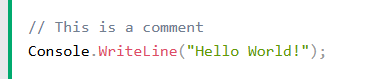 // This is a comment
Console.WriteLine("Hello World!");